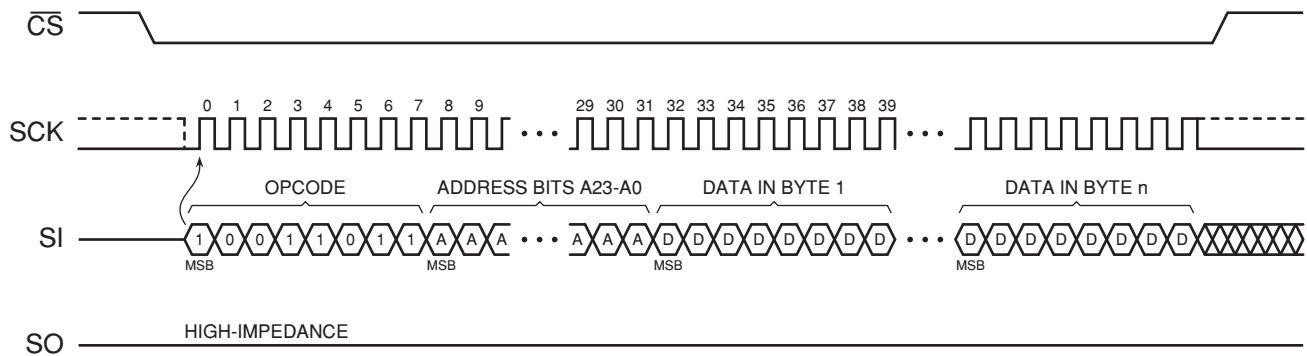 CS
0 1 2 3 4 5 6 7 8 9 29 30 31 32 33 34 35 36 37 38 39
SCK
OPCODE ADDRESS BITS A23-A0 DATA IN BYTE 1 DATA IN BYTE n
SI 1 0 0 1 1 0 1 1 A A A A A A D D D D D D D D D D D D D D D D
MSB MSB MSB MSB
HIGH-IMPEDANCE
SO